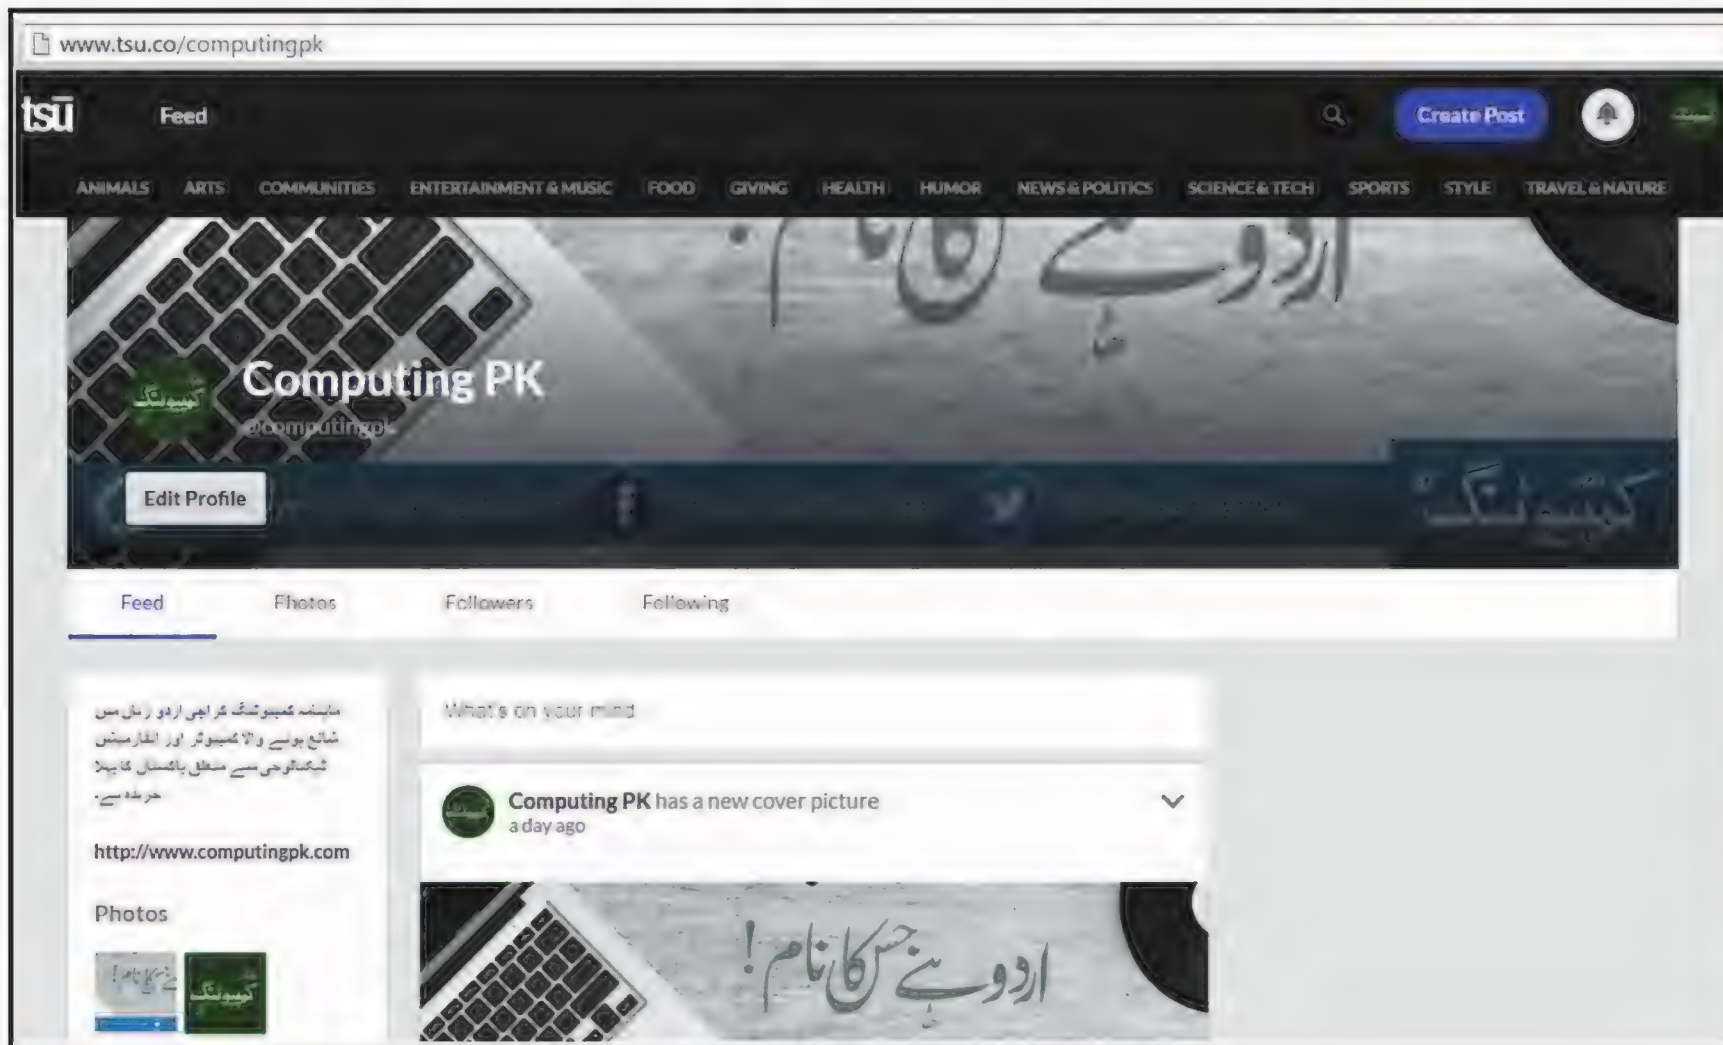 www.tsu.co/computingpk
tsū Feed Create Post
ANIMALS ARTS COMMUNITIES ENTERTAINMENT & MUSIC FOOD GIVING HEALTH HUMOR NEWS & POLITICS SCIENCE & TECH SPORTS STYLE TRAVEL & NATURE
اردو ہے جس کا نام !
Computing PK
کمپیوٹنگ
@computingpk
Edit Profile
کمپیوٹنگ
Feed Photos Followers Following
ماہنامہ کمپیوٹنگ کراچی اردو زبان میں
شائع ہونے والا کمپیوٹر اور انفارمیشن
ٹیکنالوجی سے متعلق پاکستان کا پہلا
جریدہ ہے۔
http://www.computingpk.com
Photos
کمپیوٹنگ
What's on your mind
Computing PK has a new cover picture
a day ago
اردو ہے جس کا نام !